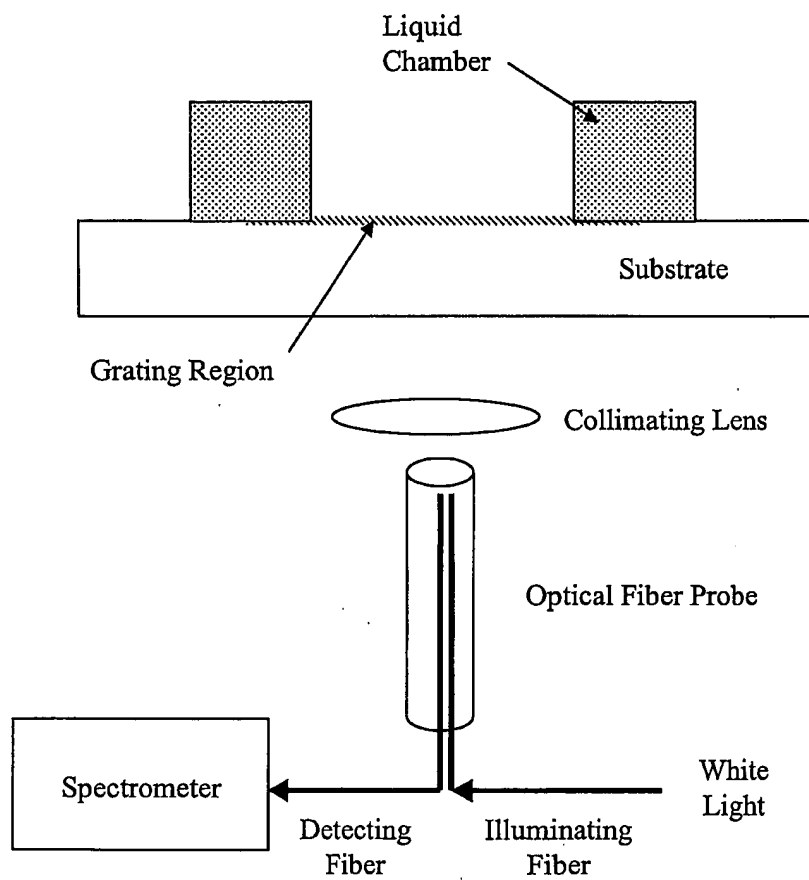 Liquid
Chamber
Substrate
Grating Region
Collimating Lens
Optical Fiber Probe
Spectrometer
White
Light
Detecting
Fiber
Illuminating
Fiber